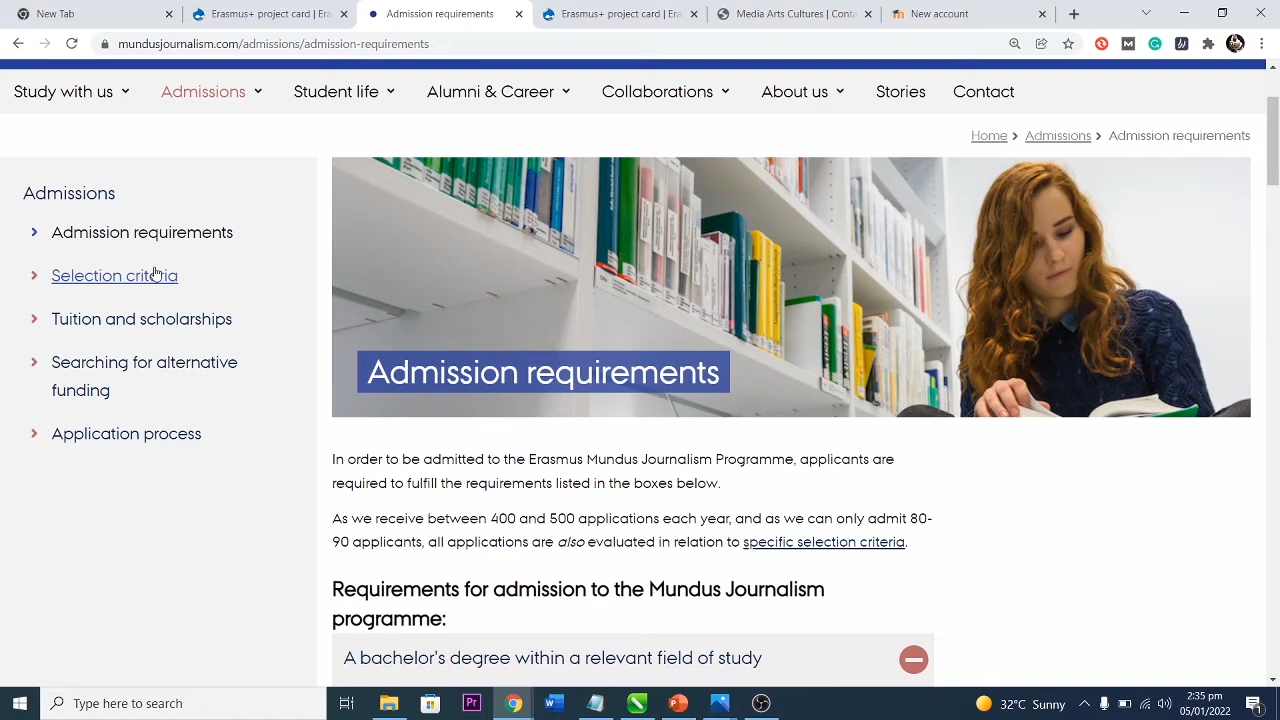 New Tab
Erasmus+ project card | Era
Admission requirements
Erasmus+ project card | Era
Media Arts Cultures | Conta
New account
mundusjournalism.com/admissions/admission-requirements
Study with us
Admissions
Student life
Alumni & Career
Collaborations
About us
Stories
Contact
Home
Admissions
Admission requirements
Admissions
Admission requirements
Selection criteria
Tuition and scholarships
Searching for alternative
funding
Application process
Admission requirements
In order to be admitted to the Erasmus Mundus Journalism Programme, applicants are
required to fulfill the requirements listed in the boxes below.
As we receive between 400 and 500 applications each year, and as we can only admit 80-
90 applicants, all applications are also evaluated in relation to specific selection criteria.
Requirements for admission to the Mundus Journalism
programme:
A bachelor's degree within a relevant field of study
Type here to search
Pr
32°C Sunny
2:35 pm
05/01/2022